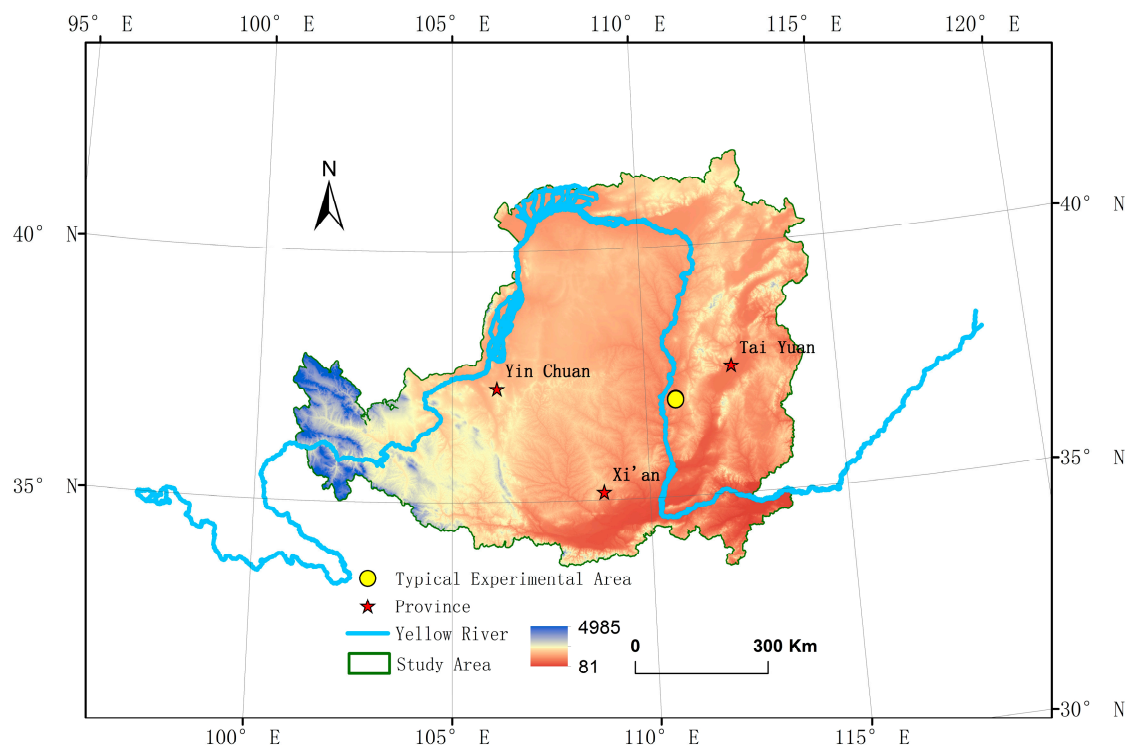 95° E 100° E 105° E 110° E 115° E 120° E
N
40° N
40° N
Tai Yuan
Yin Chuan
Xi'an
35° N
35° N
Typical Experimental Area
Province
Yellow River
Study Area
4985
81
0 300 Km
30° N
100° E 105° E 110° E 115° E